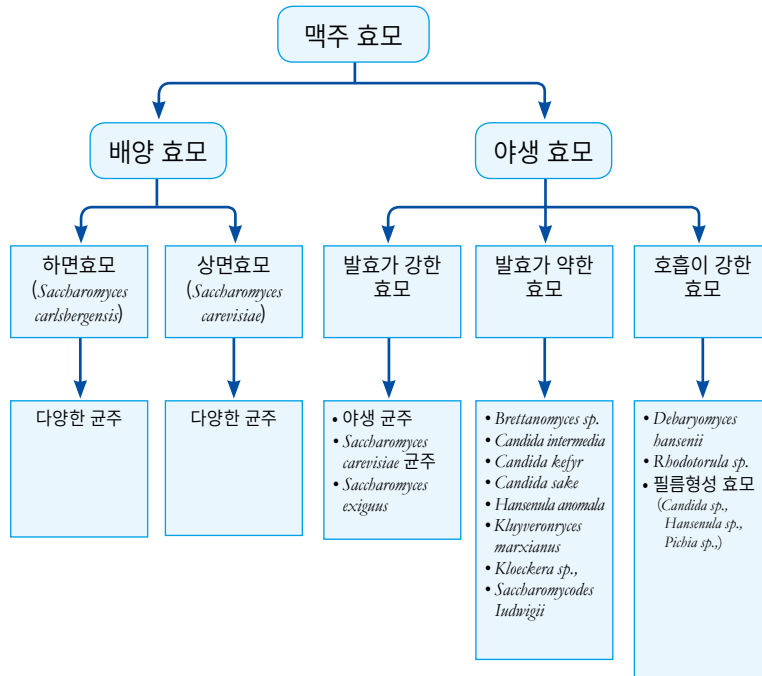 맥주 효모
배양 효모
야생 효모
하면효모
(Saccharomyces
carlsbergensis)
상면효모
(Saccharomyces
carevisiae)
발효가 강한
효모
발효가 약한
효모
호흡이 강한
효모
다양한 균주
다양한 균주
• 야생 균주
• Saccharomyces
carevisiae 균주
• Saccharomyces
exiguus
• Brettanomyces sp.
• Candida intermedia
• Candida kefyr
• Candida sake
• Hansenula anomala
• Kluyveronryces
marxianus
• Kloeckera sp.,
• Saccharomycodes
Iudwigii
• Debaryomyces
hansenii
• Rhodotorula sp.
• 필름형성 효모
(Candida sp.,
Hansenula sp.,
Pichia sp.,)